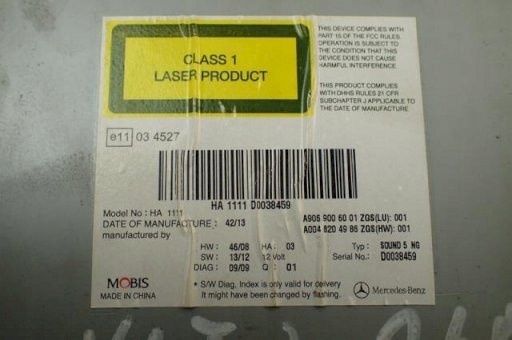 CLASS 1
LASER PRODUCT
THIS DEVICE COMPLIES WITH
PART 15 OF THE FCC RULES.
OPERATION IS SUBJECT TO
THE CONDITION THAT THIS
DEVICE DOES NOT CAUSE
HARMFUL INTERFERENCE
THIS PRODUCT COMPLIES
WITH DHHS RULES 21 CFR
SUBCHAPTER J APPLICABLE TO
THE DATE OF MANUFACTURE
e11 03 4527
HA 1111 D0038459
Model No : HA 1111
DATE OF MANUFACTURE : 42/13
manufactured by
A906 900 60 01 ZGS(LU): 001
A004 820 49 86 ZGS(HW): 001
HW : 46/08 HA : 03
SW : 13/12 12 Volt
DIAG : 09/09 Q : 01
Typ : SOUND 5 NG
Serial No.: D0038459
MOBIS
MADE IN CHINA
* S/W Diag, Index is only valid for delivery
It might have been changed by flashing.
Mercedes-Benz